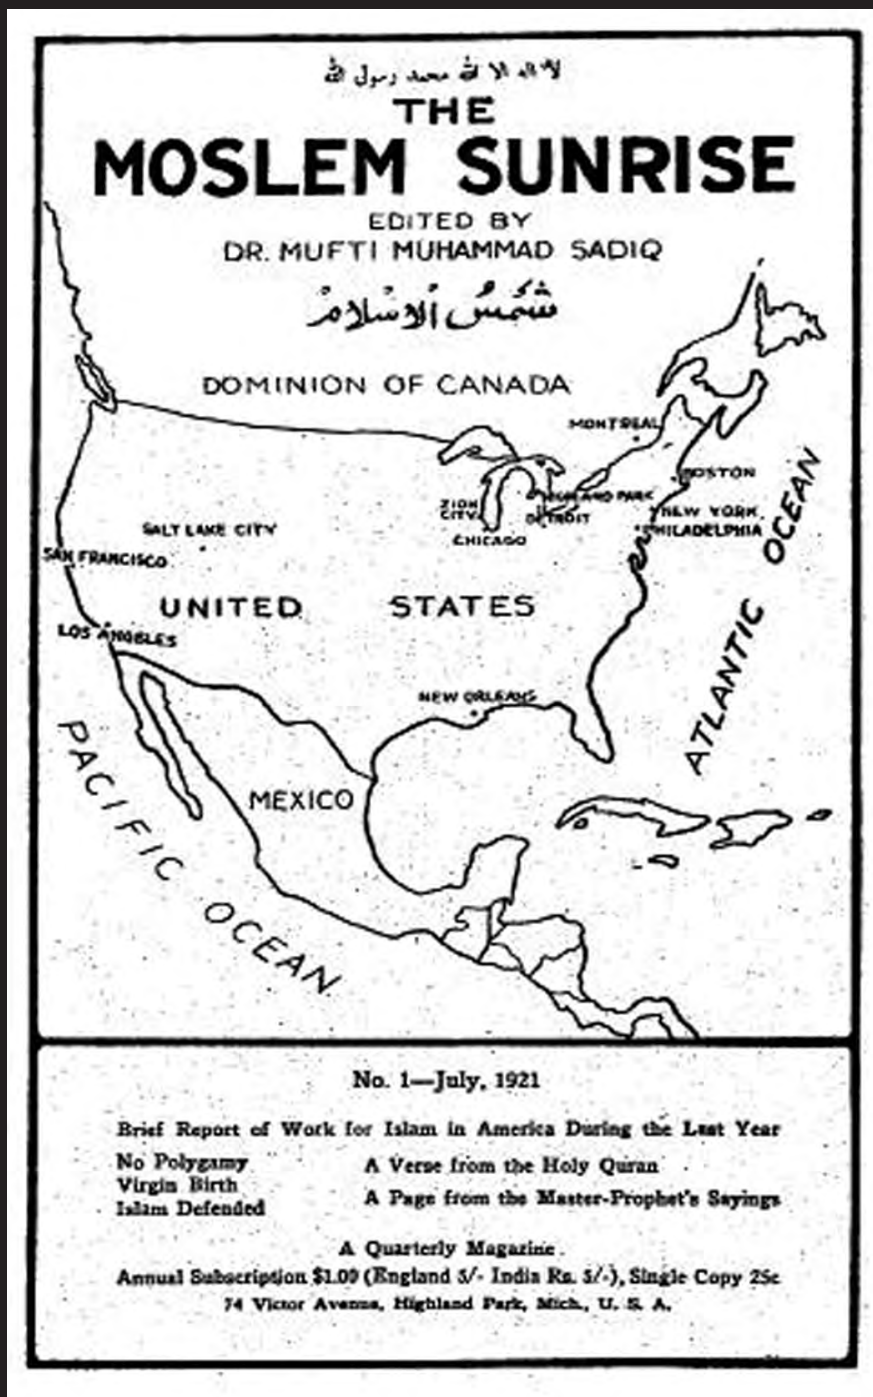 لا اله الا الله محمد رسول الله
THE
MOSLEM SUNRISE
EDITED BY
DR. MUFTI MUHAMMAD SADIQ
شَمْسُ الْاِسْلَامْ
DOMINION OF CANADA
MONTREAL
BOSTON
ZION CITY
HIGHLAND PARK
DETROIT
NEW YORK
PHILADELPHIA
CHICAGO
SALT LAKE CITY
SAN FRANCISCO
UNITED STATES
LOS ANGELES
NEW ORLEANS
ATLANTIC OCEAN
MEXICO
PACIFIC OCEAN
No. 1—July, 1921
Brief Report of Work for Islam in America During the Last Year
No Polygamy
Virgin Birth
Islam Defended
A Verse from the Holy Quran
A Page from the Master-Prophet's Sayings
A Quarterly Magazine.
Annual Subscription $1.00 (England 5/- India Rs. 5/-), Single Copy 25c
74 Victor Avenue, Highland Park, Mich., U. S. A.